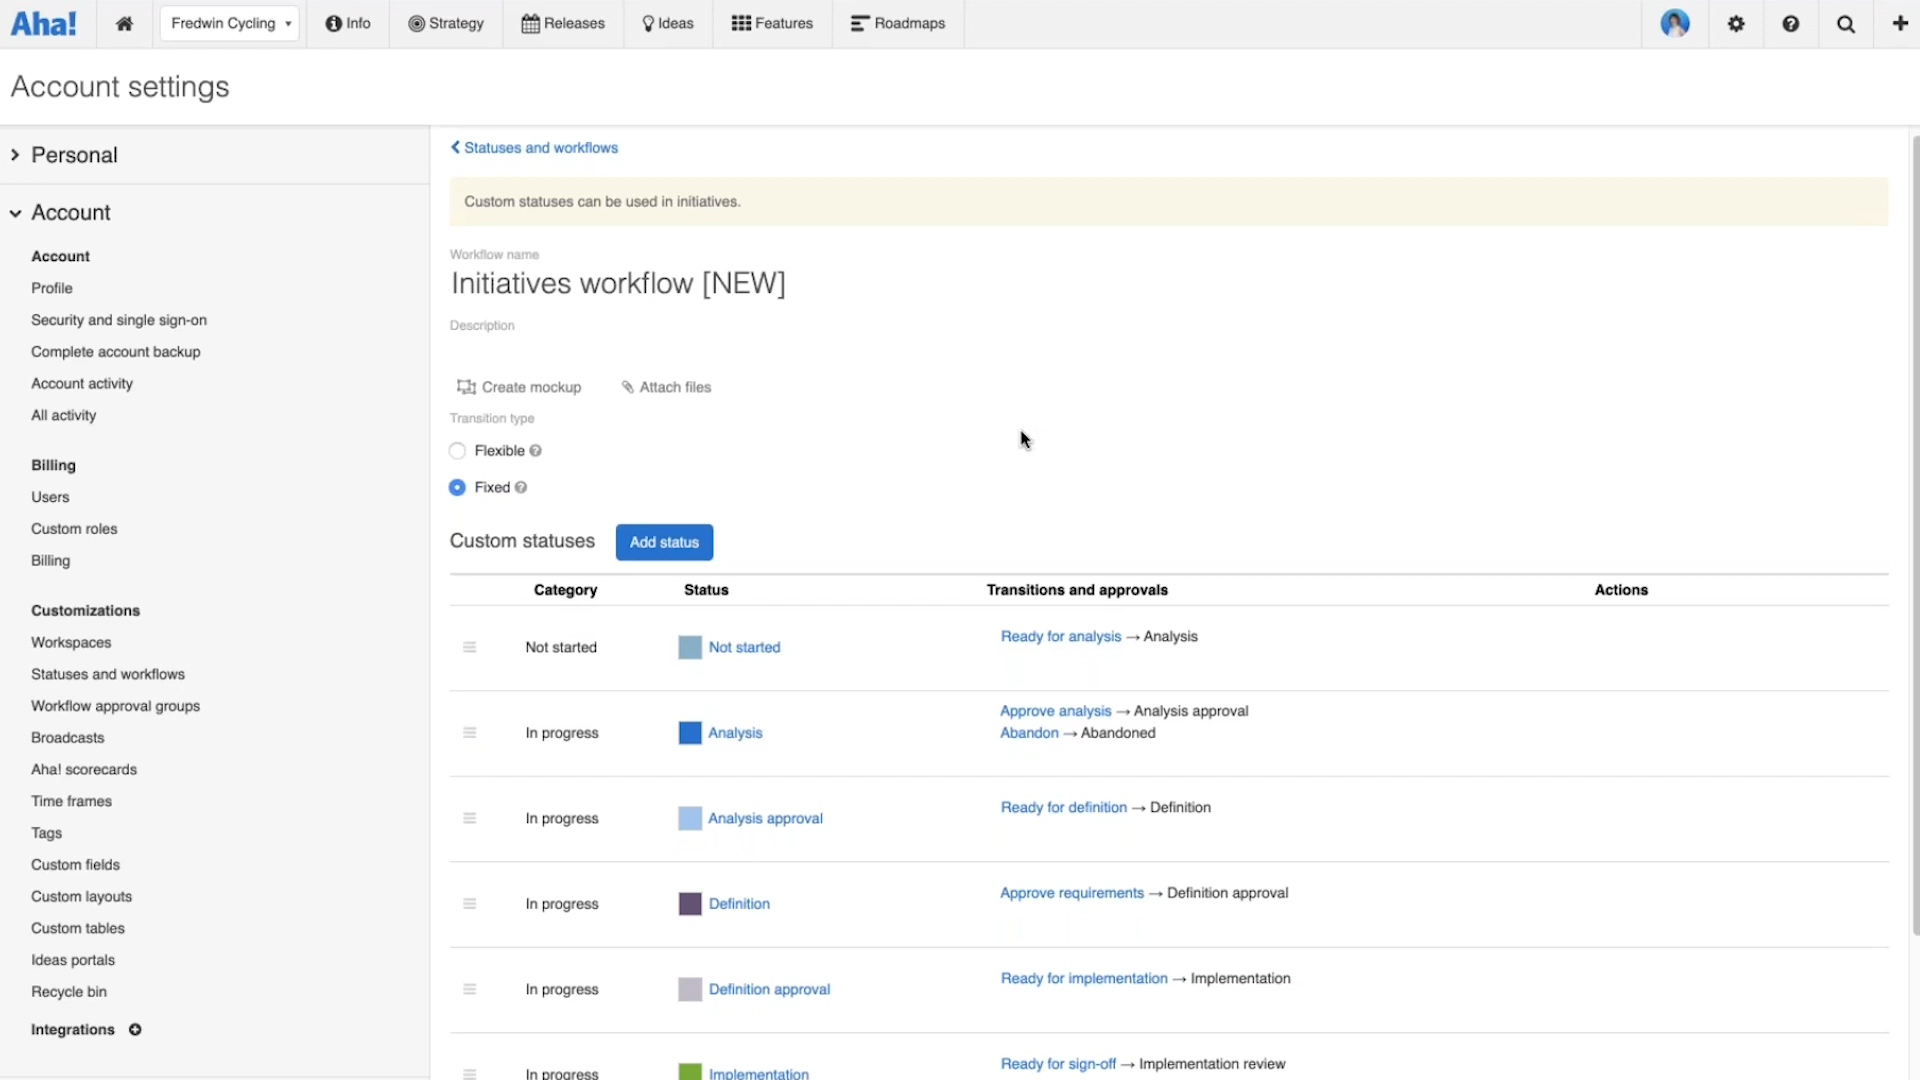 Aha!
Fredwin Cycling
Info
Strategy
Releases
Ideas
Features
Roadmaps
Account settings
Personal
Account
Account
Profile
Security and single sign-on
Complete account backup
Account activity
All activity
Billing
Users
Custom roles
Billing
Customizations
Workspaces
Statuses and workflows
Workflow approval groups
Broadcasts
Aha! scorecards
Time frames
Tags
Custom fields
Custom layouts
Custom tables
Ideas portals
Recycle bin
Integrations
Statuses and workflows
Custom statuses can be used in initiatives.
Workflow name
Initiatives workflow [NEW]
Description
Create mockup Attach files
Transition type
Flexible
Fixed
Custom statuses Add status
Category Status Transitions and approvals Actions
Not started Not started Ready for analysis → Analysis
In progress Analysis Approve analysis → Analysis approval
Abandon → Abandoned
In progress Analysis approval Ready for definition → Definition
In progress Definition Approve requirements → Definition approval
In progress Definition approval Ready for implementation → Implementation
In progress Implementation Ready for sign-off → Implementation review